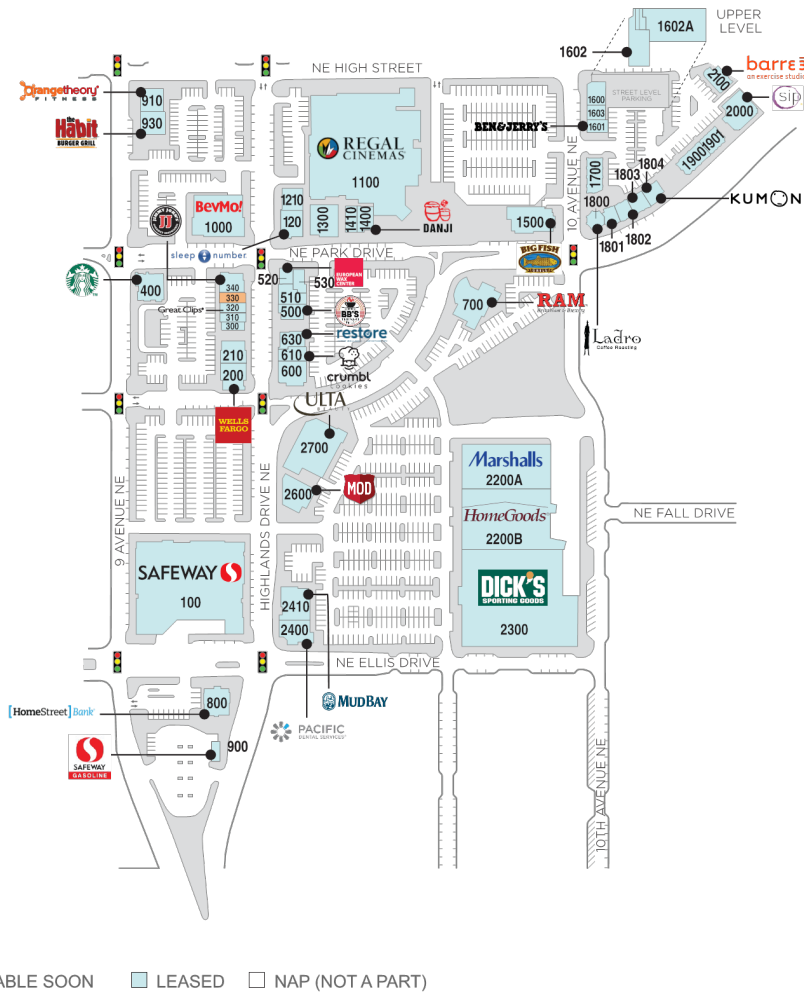 1602A
UPPER
LEVEL
1602
NE HIGH STREET
barre3
an exercise studio
2100
orangetheory
FITNESS
910
STREET LEVEL
PARKING
sip
2000
the
Habit
BURGER GRILL
930
1600
1603
1601
BEN&JERRY'S
REGAL
CINEMAS
1100
10 AVENUE NE
1901
1900
1804
1803
1700
1800
KUMON
1802
1801
BevMo!
1000
JJ
1210
120
1300
1410
1400
DANJI
1500
sleep number
NE PARK DRIVE
BIG FISH
GRILL
400
340
330
320
310
300
Great Clips
520
530
EUROPEAN
WAX
CENTER
510
500
BB'S
700
RAM
Ladro
Coffee Roasting
630
restore
610
600
crumbl
cookies
210
200
WELLS
FARGO
ULTA
BEAUTY
2700
2600
MOD
Marshalls
2200A
HomeGoods
2200B
9 AVENUE NE
HIGHLANDS DRIVE NE
NE FALL DRIVE
SAFEWAY
100
DICK'S
SPORTING GOODS
2300
2410
2400
NE ELLIS DRIVE
MUDBAY
PACIFIC
DENTAL SERVICES
[HomeStreet]Bank
800
SAFEWAY
GASOLINE
900
10TH AVENUE NE
ABLE SOON
LEASED
NAP (NOT A PART)